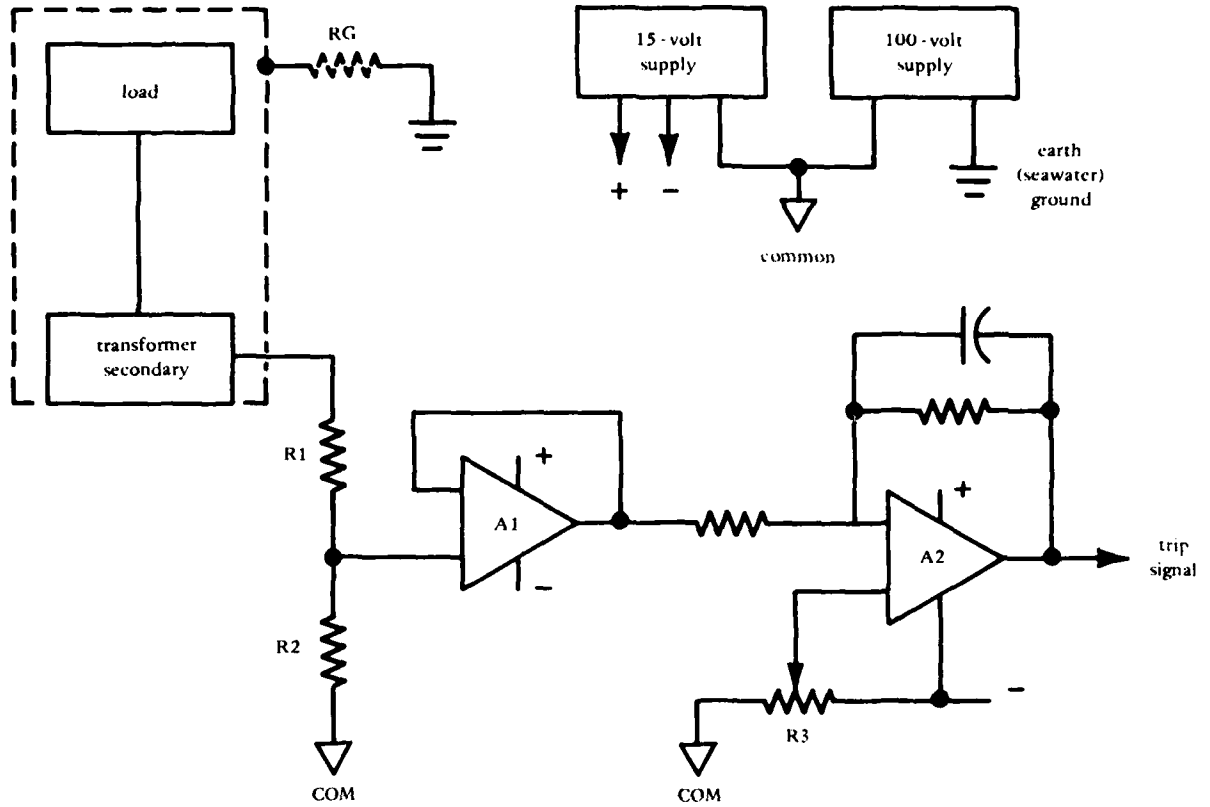 RG
15-volt
supply
100-volt
supply
load
+
−
earth
(seawater)
ground
common
transformer
secondary
R1
+
A1
−
+
A2
trip
signal
R2
−
R3
COM
COM